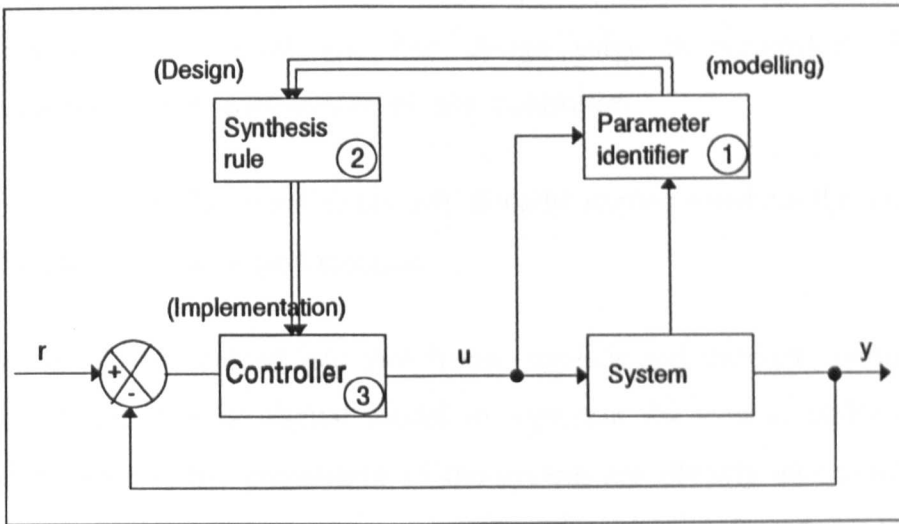 (Design)
(modelling)
Synthesis
rule
2
Parameter
identifier
1
(Implementation)
r
+
-
Controller
3
u
System
y